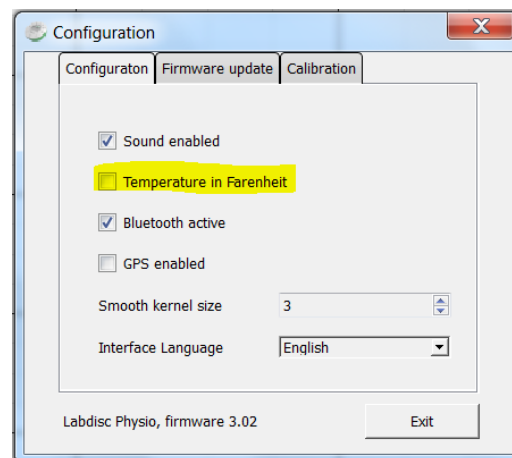 Configuration
Configuraton Firmware update Calibration
Sound enabled
Temperature in Farenheit
Bluetooth active
GPS enabled
Smooth kernel size 3
Interface Language English
Labdisc Physio, firmware 3.02 Exit